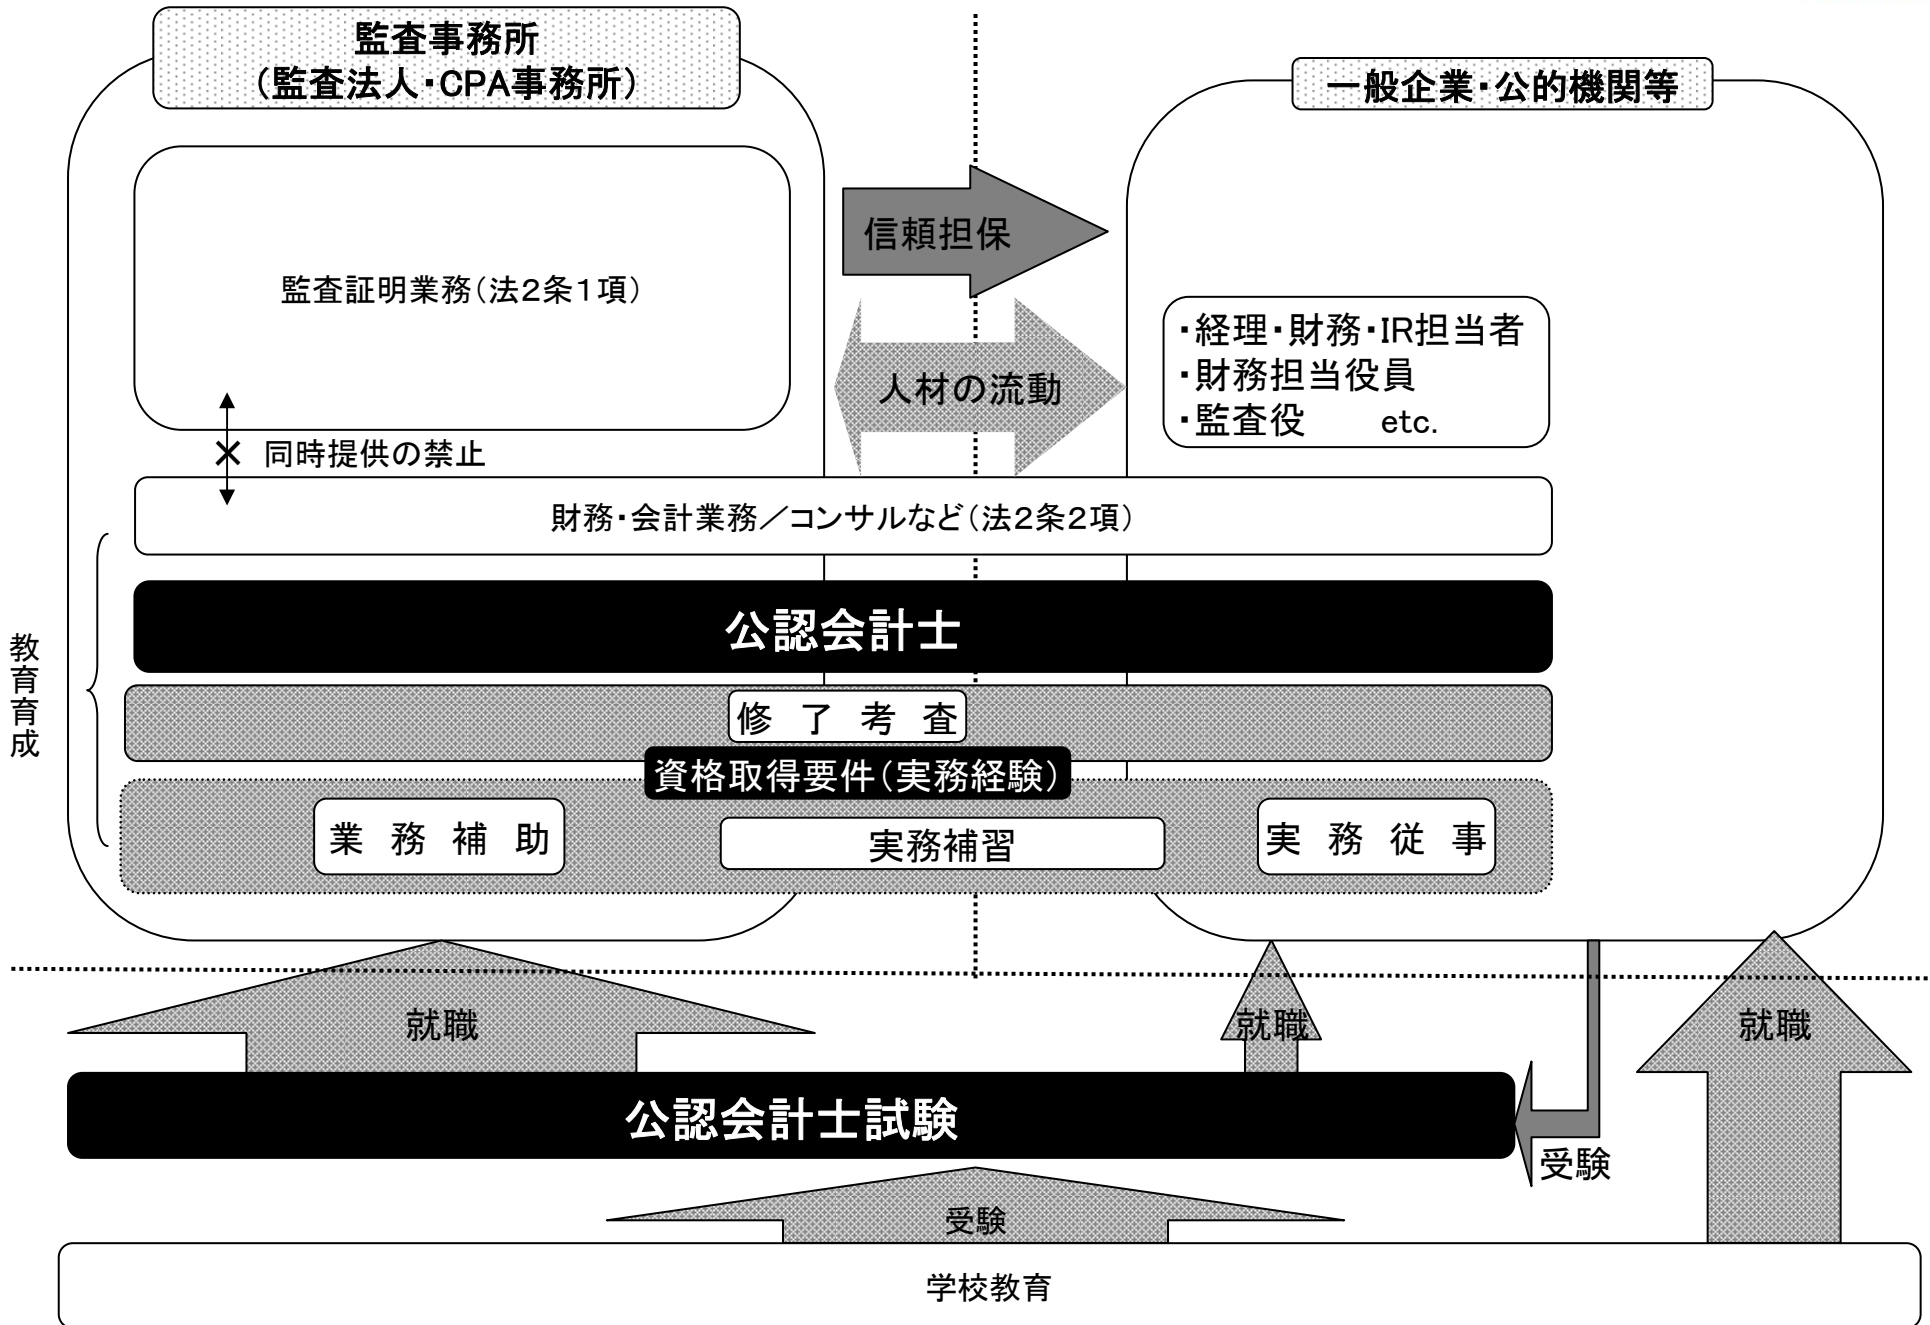 監査事務所
（監査法人・CPA事務所）
一般企業・公的機関等
監査証明業務（法２条１項）
信頼担保
人材の流動
・経理・財務・IR担当者
・財務担当役員
・監査役　　etc.
× 同時提供の禁止
財務・会計業務／コンサルなど（法２条２項）
教育育成
公認会計士
修 了 考 査
資格取得要件（実務経験）
業 務 補 助
実務補習
実 務 従 事
就職
就職
就職
公認会計士試験
受験
受験
学校教育